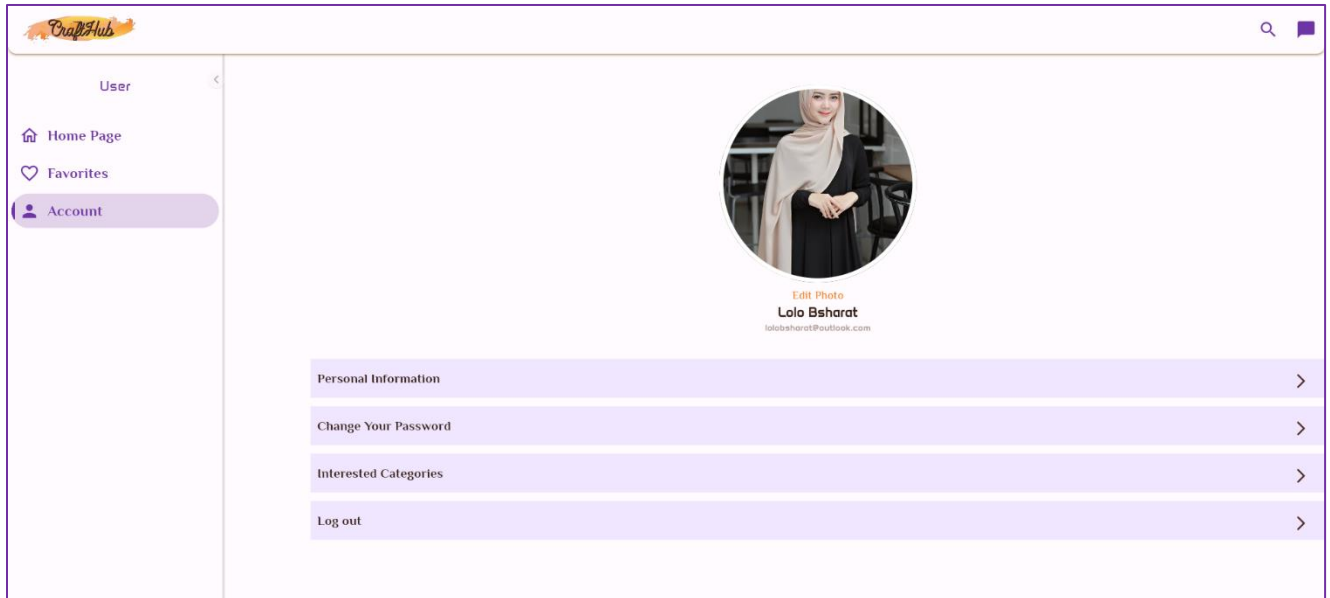 CraftHub
User
Home Page
Favorites
Account
Edit Photo
Lolo Bsharat
lolobsharat@outlook.com
Personal Information
Change Your Password
Interested Categories
Log out